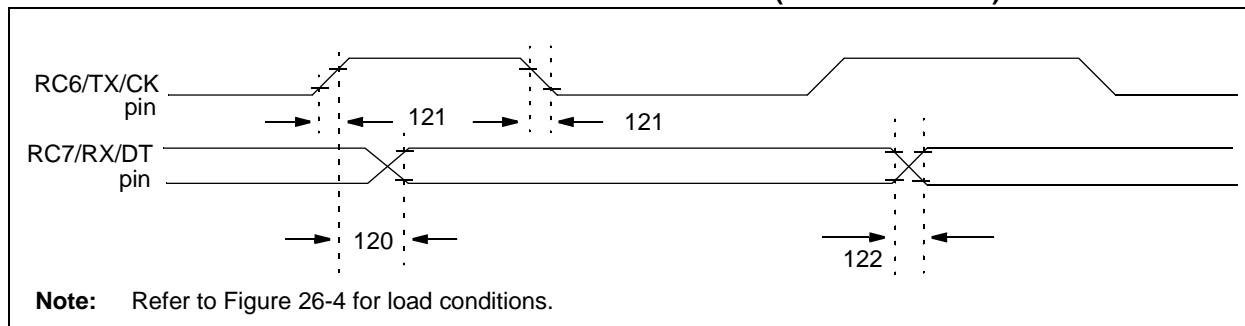 RC6/TX/CK
pin
121
121
RC7/RX/DT
pin
120
122
Note: Refer to Figure 26-4 for load conditions.